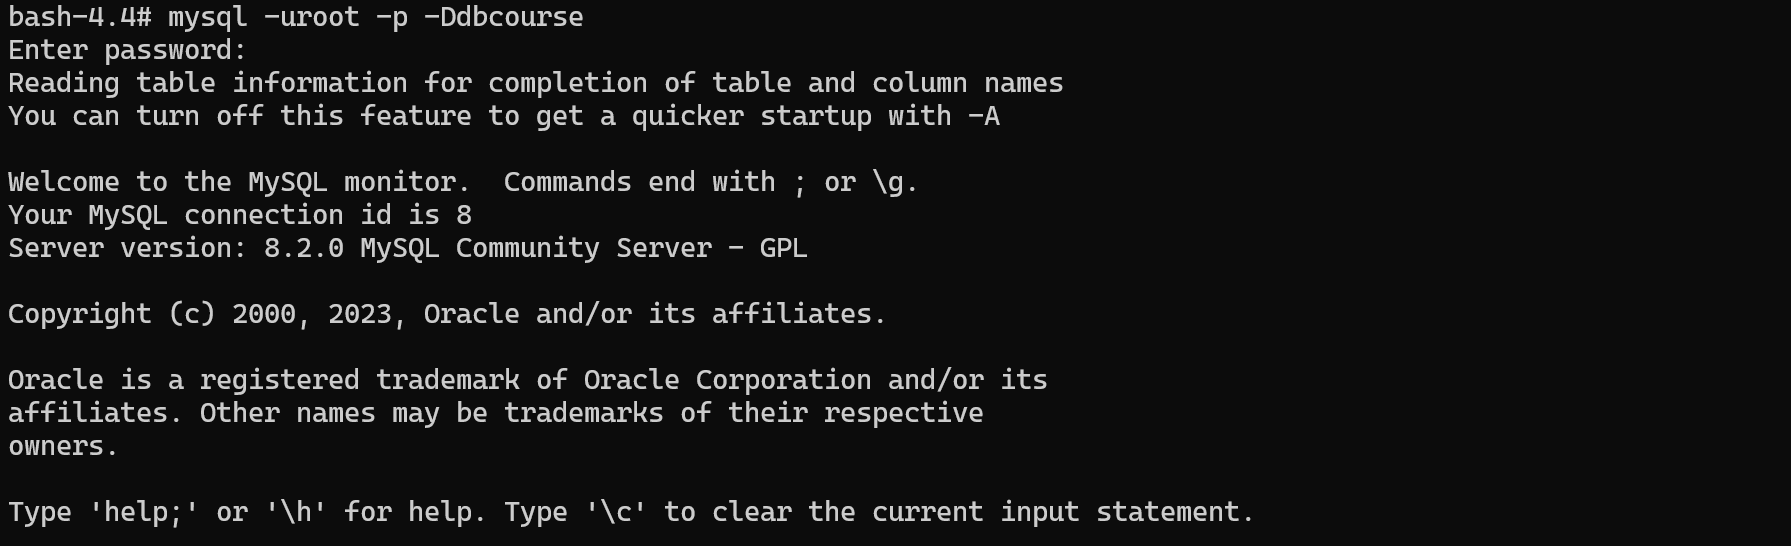 bash-4.4# mysql -uroot -p -Ddbcourse
Enter password:
Reading table information for completion of table and column names
You can turn off this feature to get a quicker startup with -A
Welcome to the MySQL monitor.  Commands end with ; or \g.
Your MySQL connection id is 8
Server version: 8.2.0 MySQL Community Server - GPL
Copyright (c) 2000, 2023, Oracle and/or its affiliates.
Oracle is a registered trademark of Oracle Corporation and/or its
affiliates. Other names may be trademarks of their respective
owners.
Type 'help;' or '\h' for help. Type '\c' to clear the current input statement.